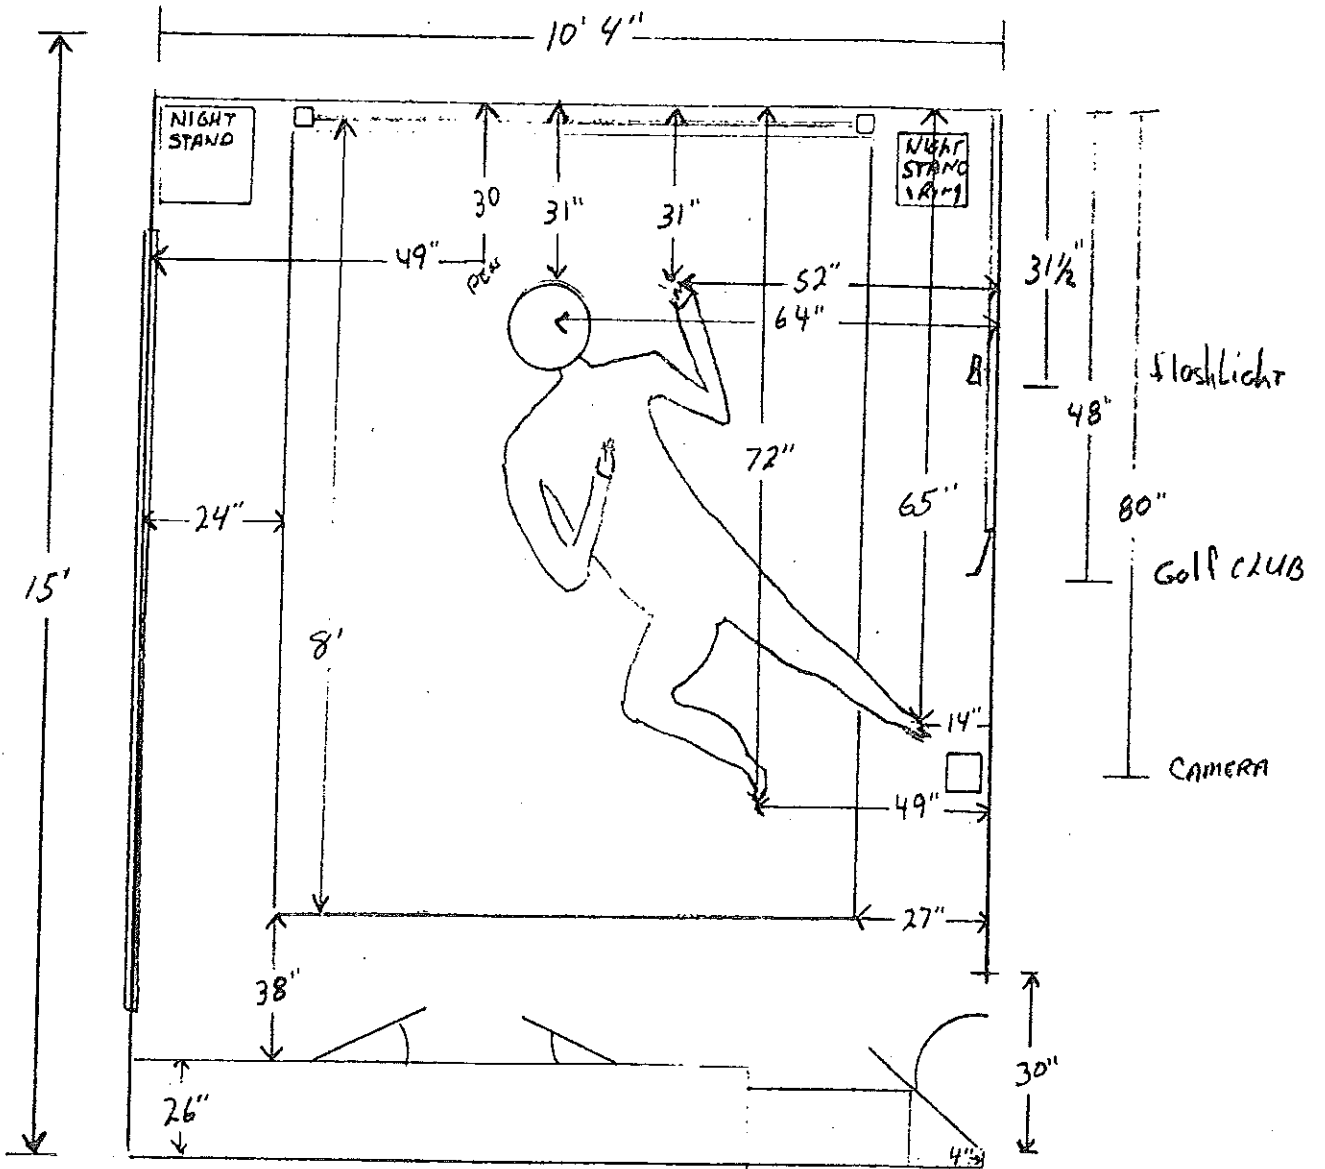 10' 4"
NIGHT
STAND
NIGHT
STAND
30
31"
31"
49"
PEN
52"
64"
31½"
flashlight
48"
72"
65"
80"
24"
Golf CLUB
15'
8'
14"
CAMERA
49"
27"
38"
30"
26"
4"